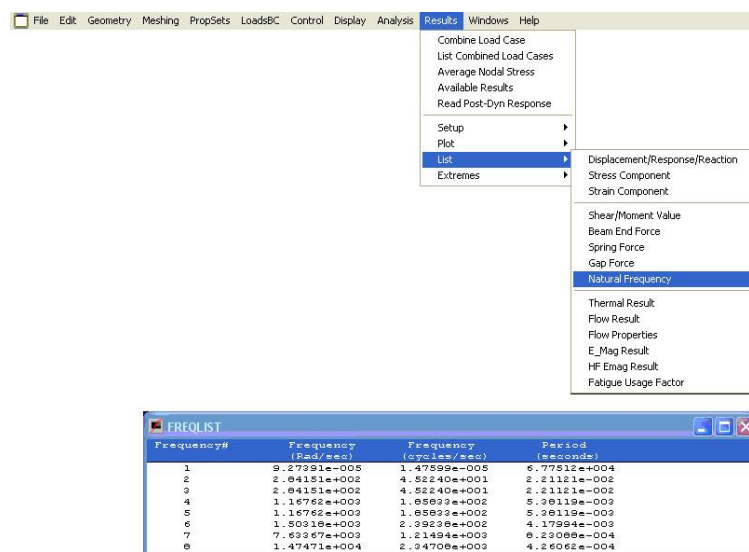 File Edit Geometry Meshing PropSets LoadsBC Control Display Analysis Results Windows Help
Combine Load Case
List Combined Load Cases
Average Nodal Stress
Available Results
Read Post-Dyn Response
Setup
Plot
List
Extremes
Displacement/Response/Reaction
Stress Component
Strain Component
Shear/Moment Value
Beam End Force
Spring Force
Gap Force
Natural Frequency
Thermal Result
Flow Result
Flow Properties
E_Mag Result
HF Emag Result
Fatigue Usage Factor
FREQLIST
Frequency# Frequency Frequency Period
(Rad/sec) (cycles/sec) (seconds)
1 9.27391e-005 1.47599e-005 6.77512e+004
2 2.84151e+002 4.52240e+001 2.21121e-002
3 2.84151e+002 4.52240e+001 2.21121e-002
4 1.16762e+003 1.85833e+002 5.38119e-003
5 1.16762e+003 1.85833e+002 5.38119e-003
6 1.50318e+003 2.39238e+002 4.17994e-003
7 7.63367e+003 1.21494e+003 8.23088e-004
8 1.47471e+004 2.34708e+003 4.26062e-004